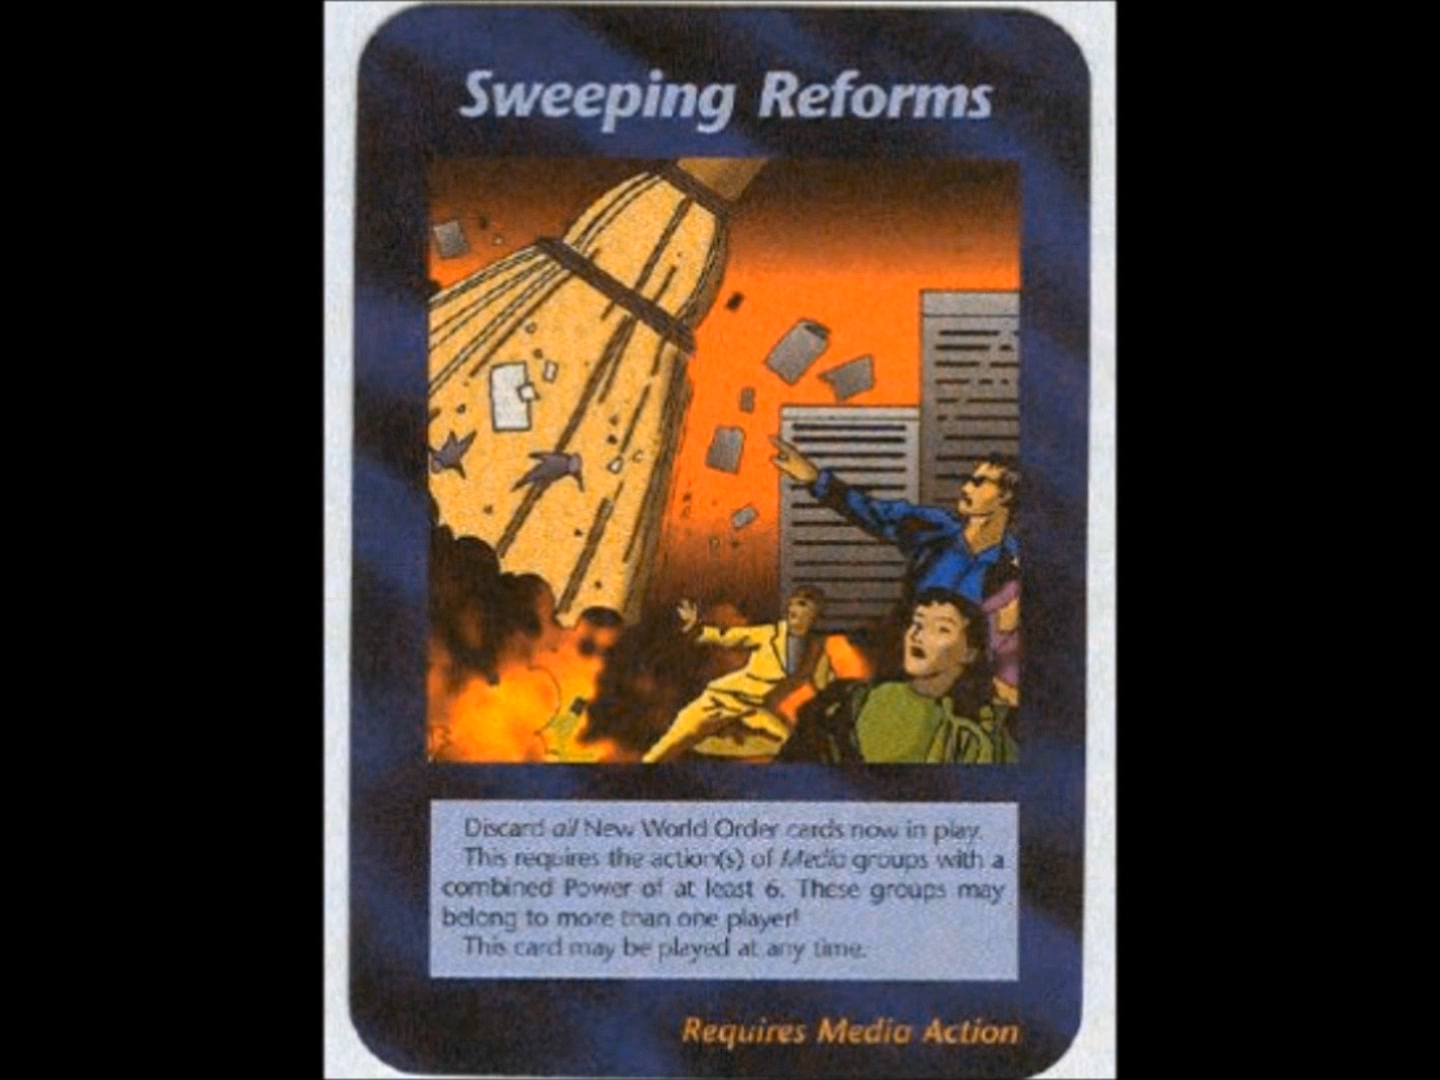 Sweeping Reforms
Discard all New World Order cards now in play.
This requires the action(s) of Media groups with a
combined Power of at least 6. These groups may
belong to more than one player!
This card may be played at any time.
Requires Media Action